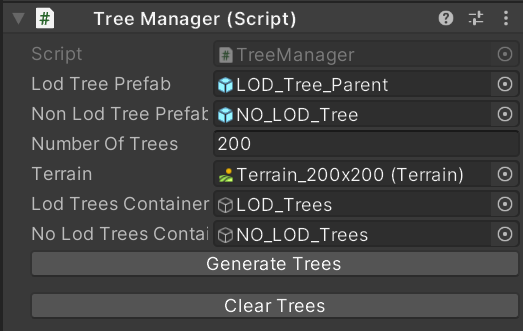 Tree Manager (Script)
Script TreeManager
Lod Tree Prefab LOD_Tree_Parent
Non Lod Tree Prefab NO_LOD_Tree
Number Of Trees 200
Terrain Terrain_200x200 (Terrain)
Lod Trees Container LOD_Trees
No Lod Trees Contai NO_LOD_Trees
Generate Trees
Clear Trees